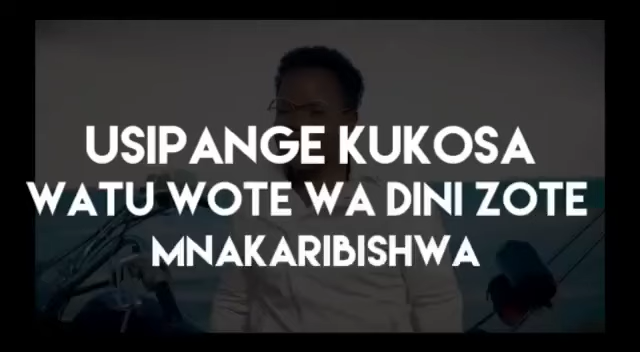 USIPANGE KUKOSA
WATU WOTE WA DINI ZOTE
MNAKARIBISHWA